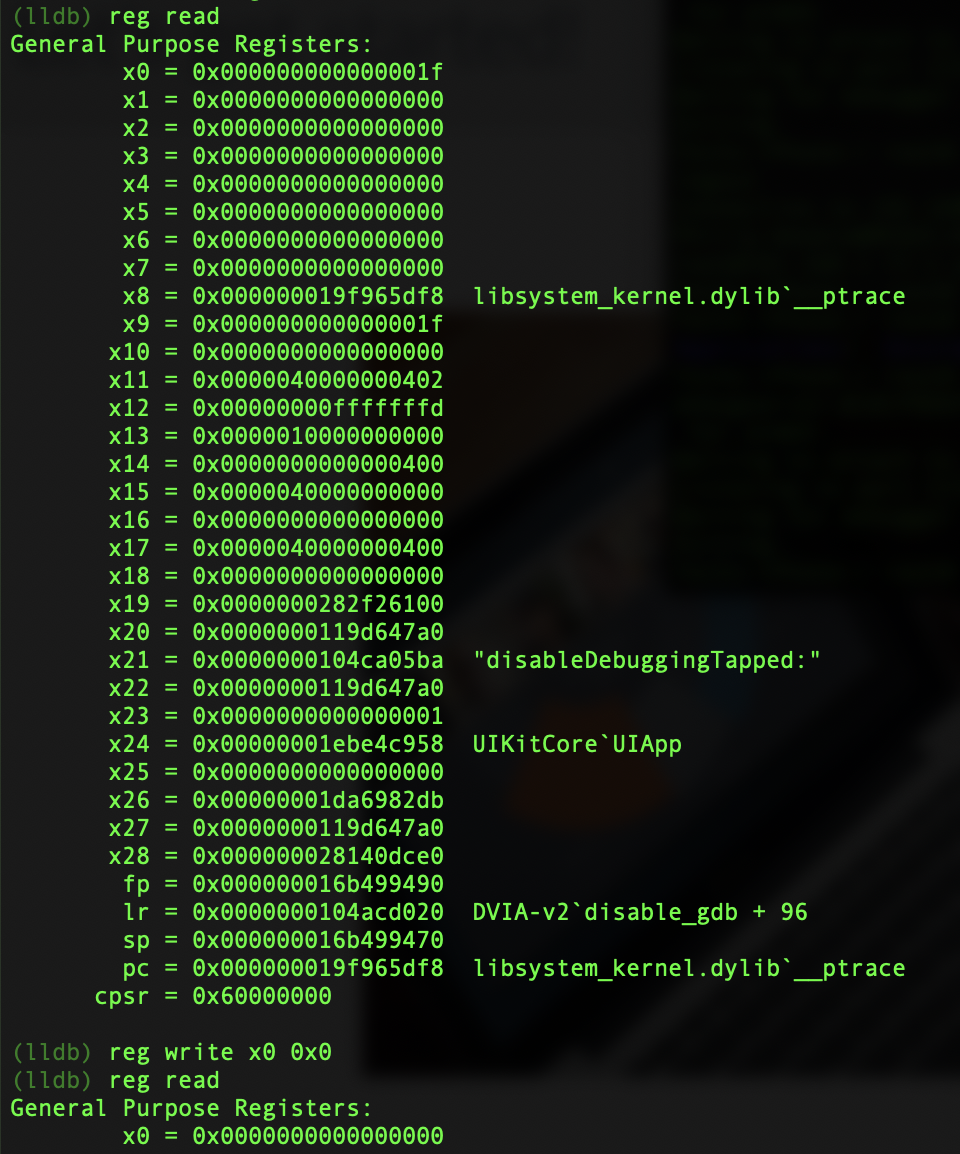 (lldb) reg read
General Purpose Registers:
x0 = 0x000000000000001f
x1 = 0x0000000000000000
x2 = 0x0000000000000000
x3 = 0x0000000000000000
x4 = 0x0000000000000000
x5 = 0x0000000000000000
x6 = 0x0000000000000000
x7 = 0x0000000000000000
x8 = 0x000000019f965df8  libsystem_kernel.dylib`__ptrace
x9 = 0x000000000000001f
x10 = 0x0000000000000000
x11 = 0x0000040000000402
x12 = 0x00000000fffffffd
x13 = 0x0000010000000000
x14 = 0x0000000000000400
x15 = 0x0000040000000000
x16 = 0x0000000000000000
x17 = 0x0000040000000400
x18 = 0x0000000000000000
x19 = 0x0000000282f26100
x20 = 0x0000000119d647a0
x21 = 0x0000000104ca05ba  "disableDebuggingTapped:"
x22 = 0x0000000119d647a0
x23 = 0x0000000000000001
x24 = 0x00000001ebe4c958  UIKitCore`UIApp
x25 = 0x0000000000000000
x26 = 0x00000001da6982db
x27 = 0x0000000119d647a0
x28 = 0x000000028140dce0
fp = 0x000000016b499490
lr = 0x0000000104acd020  DVIA-v2`disable_gdb + 96
sp = 0x000000016b499470
pc = 0x000000019f965df8  libsystem_kernel.dylib`__ptrace
cpsr = 0x60000000
(lldb) reg write x0 0x0
(lldb) reg read
General Purpose Registers:
x0 = 0x0000000000000000